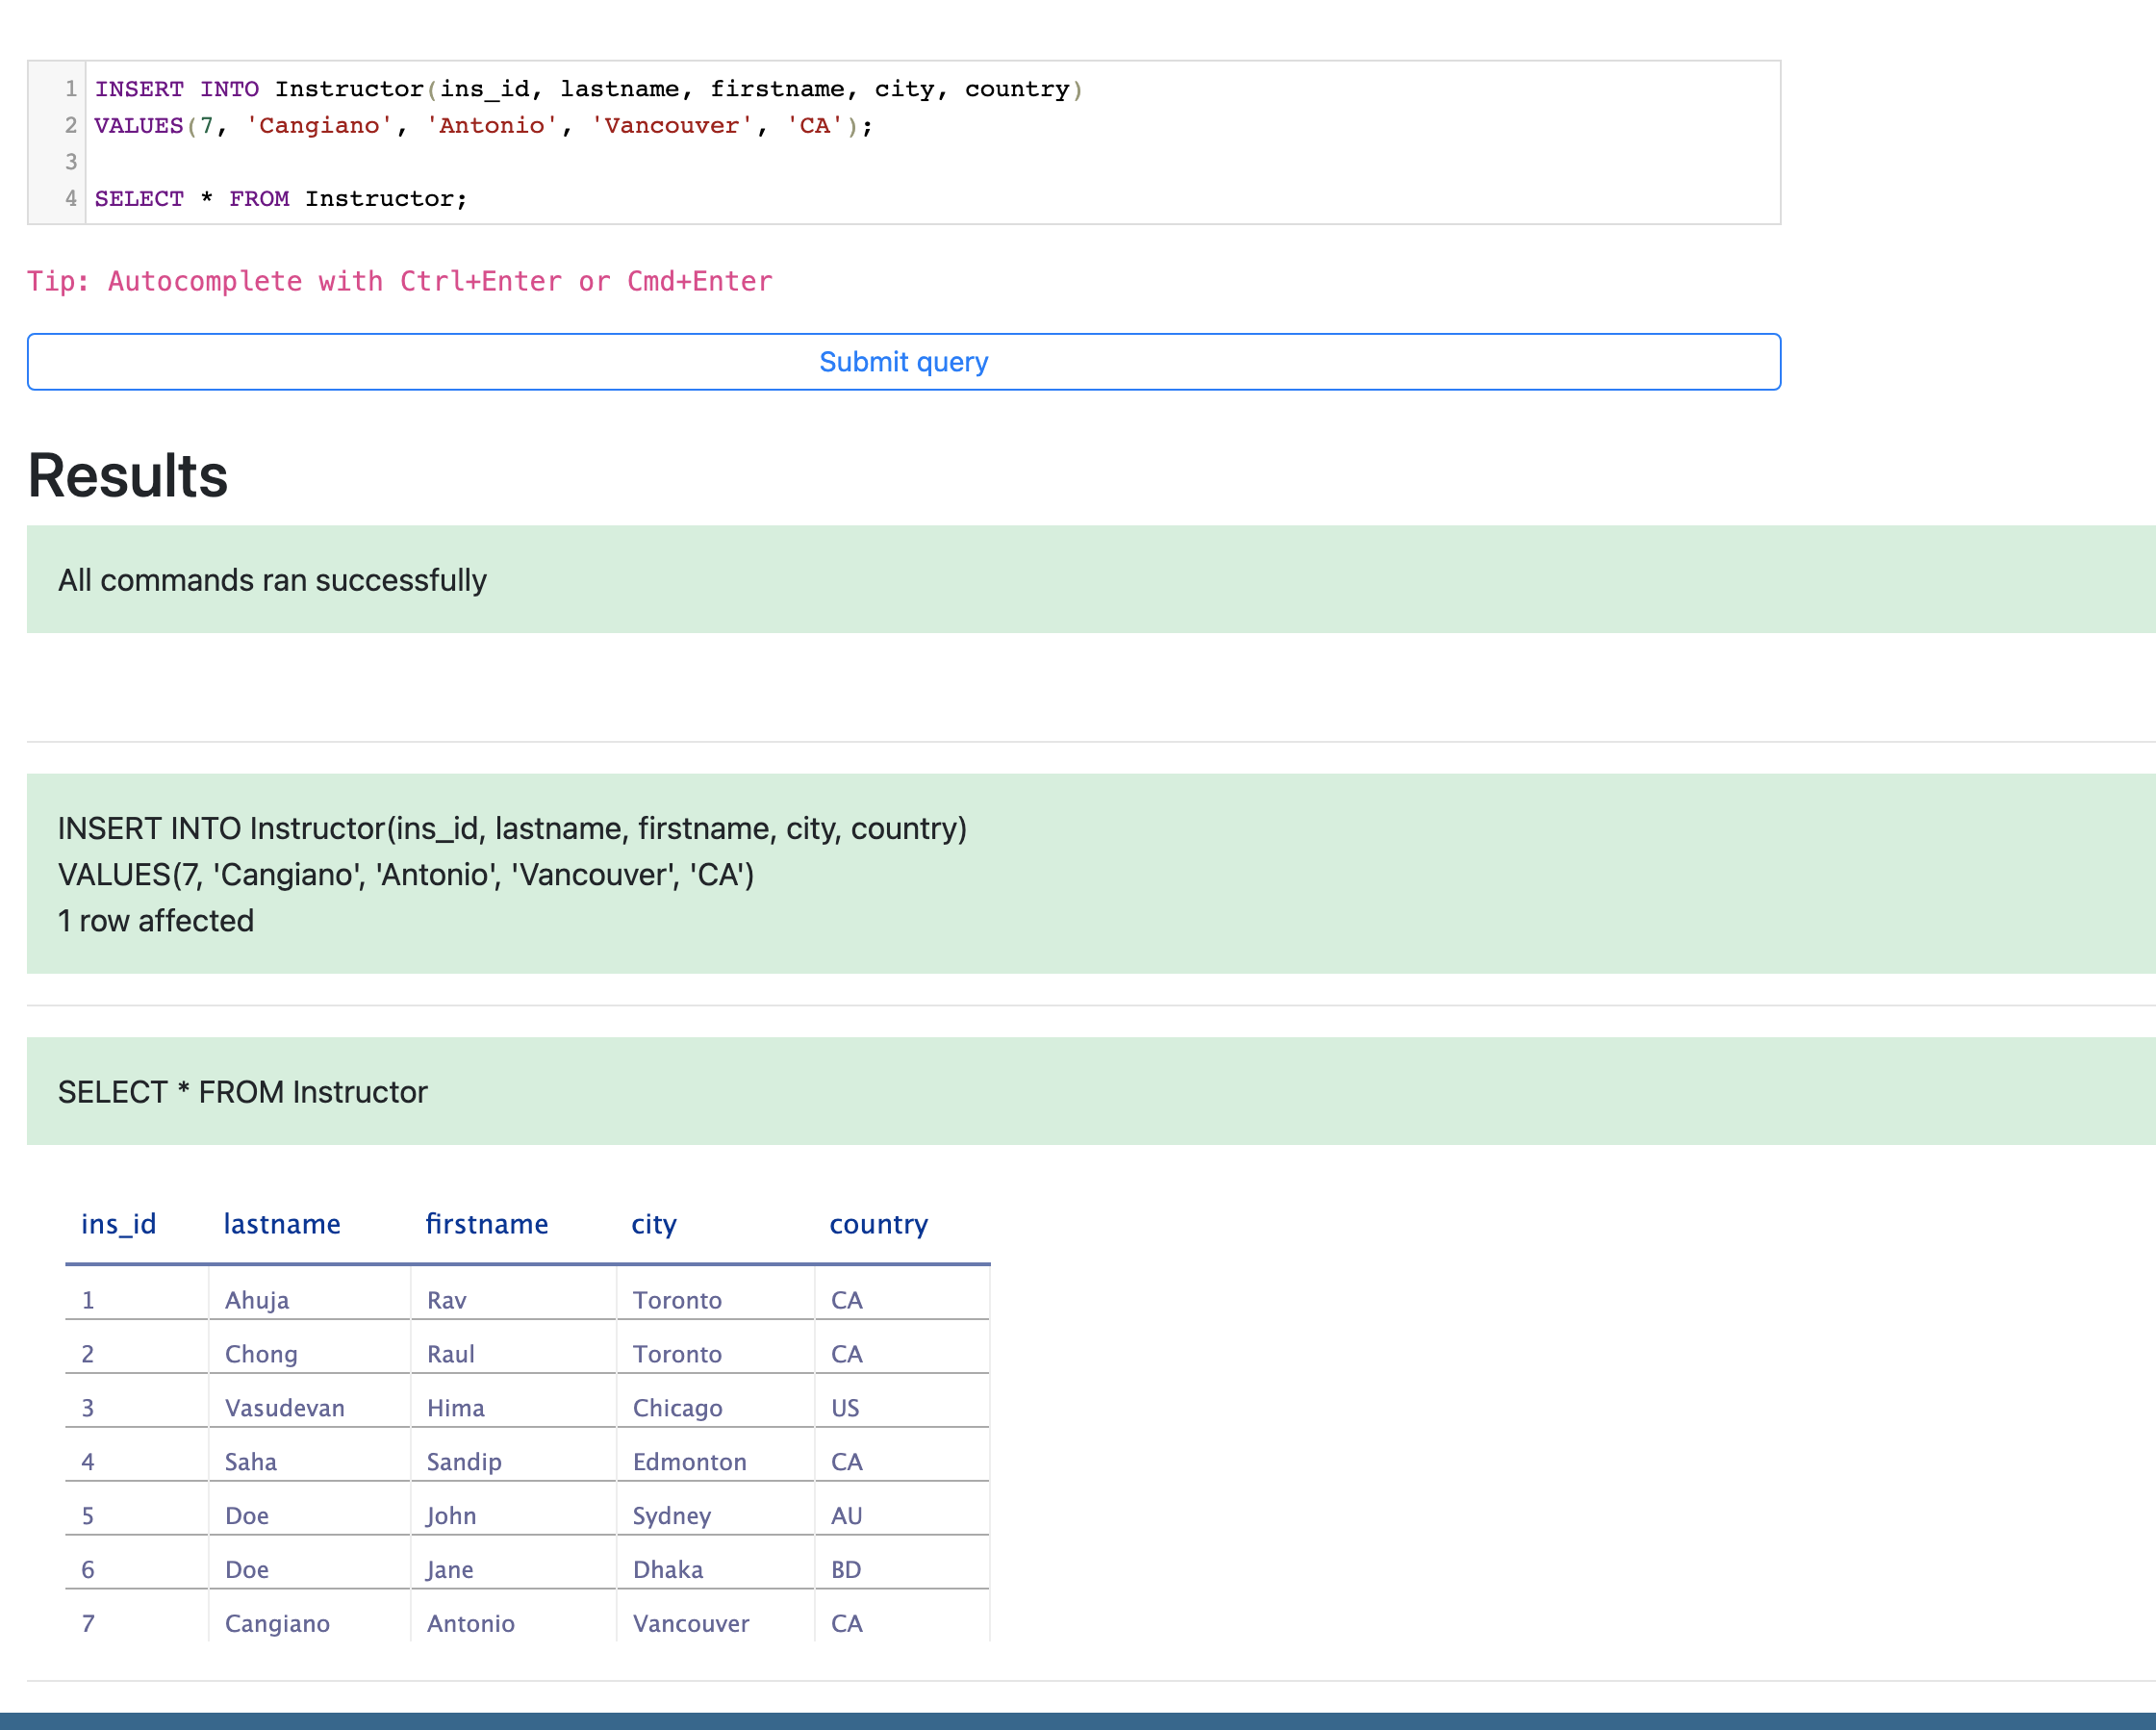 1 INSERT INTO Instructor(ins_id, lastname, firstname, city, country)
2 VALUES(7, 'Cangiano', 'Antonio', 'Vancouver', 'CA');
3
4 SELECT * FROM Instructor;
Tip: Autocomplete with Ctrl+Enter or Cmd+Enter
Submit query
Results
All commands ran successfully
INSERT INTO Instructor(ins_id, lastname, firstname, city, country)
VALUES(7, 'Cangiano', 'Antonio', 'Vancouver', 'CA')
1 row affected
SELECT * FROM Instructor
ins_id lastname firstname city country
1 Ahuja Rav Toronto CA
2 Chong Raul Toronto CA
3 Vasudevan Hima Chicago US
4 Saha Sandip Edmonton CA
5 Doe John Sydney AU
6 Doe Jane Dhaka BD
7 Cangiano Antonio Vancouver CA